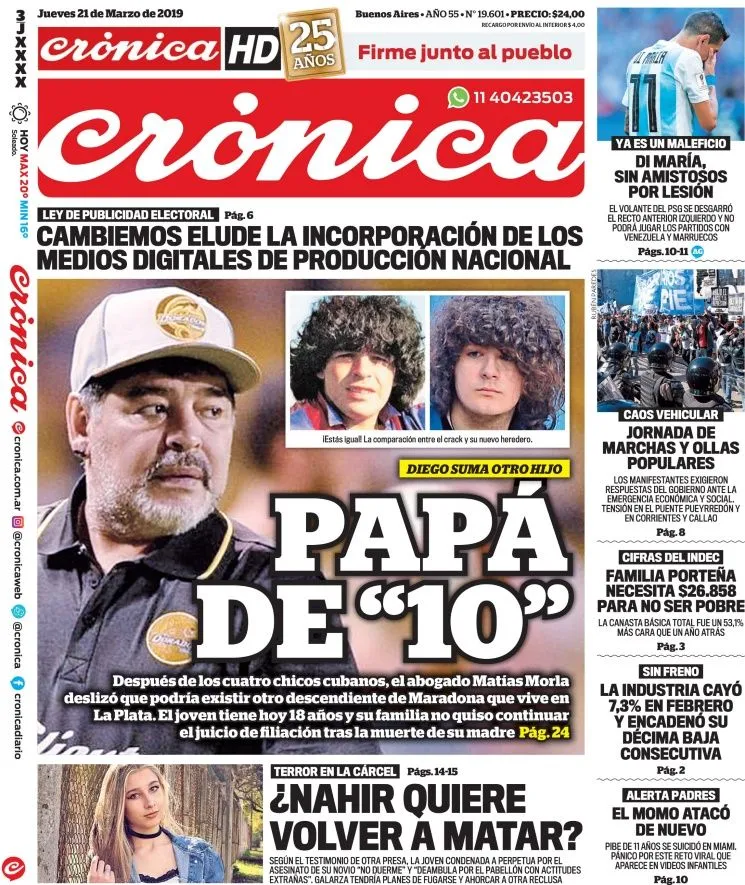 3JXXXX
HOY MAX 20º MIN 16º
Soleado.
crónica
cronica.com.ar
@cronicaweb
@cronica
cronicadiario
Jueves 21 de Marzo de 2019
Buenos Aires • AÑO 55 • N° 19.601 • PRECIO: $24,00
RECARGO POR ENVÍO AL INTERIOR $ 4,00
crónica HD
25
AÑOS
Firme junto al pueblo
11 40423503
crónica
LEY DE PUBLICIDAD ELECTORAL Pág. 6
CAMBIEMOS ELUDE LA INCORPORACIÓN DE LOS
MEDIOS DIGITALES DE PRODUCCIÓN NACIONAL
DORADOS
¡Estás igual! La comparación entre el crack y su nuevo heredero.
DIEGO SUMA OTRO HIJO
PAPÁ
DE “10”
Después de los cuatro chicos cubanos, el abogado Matías Morla
deslizó que podría existir otro descendiente de Maradona que vive en
La Plata. El joven tiene hoy 18 años y su familia no quiso continuar
el juicio de filiación tras la muerte de su madre Pág. 24
TERROR EN LA CÁRCEL Págs. 14-15
¿NAHIR QUIERE
VOLVER A MATAR?
SEGÚN EL TESTIMONIO DE OTRA PRESA, LA JOVEN CONDENADA A PERPETUA POR EL
ASESINATO DE SU NOVIO “NO DUERME” Y “DEAMBULA POR EL PABELLÓN CON ACTITUDES
EXTRAÑAS”. GALARZA TENDRÍA PLANES DE FUGARSE Y AHORCAR A OTRA RECLUSA
DI MARIA
11
YA ES UN MALEFICIO
DI MARÍA,
SIN AMISTOSOS
POR LESIÓN
EL VOLANTE DEL PSG SE DESGARRÓ
EL RECTO ANTERIOR IZQUIERDO Y NO
PODRÁ JUGAR LOS PARTIDOS CON
VENEZUELA Y MARRUECOS
Págs. 10-11 AC
RUBÉN PAREDES
CAOS VEHICULAR
JORNADA DE
MARCHAS Y OLLAS
POPULARES
LOS MANIFESTANTES EXIGIERON
RESPUESTAS DEL GOBIERNO ANTE LA
EMERGENCIA ECONÓMICA Y SOCIAL.
TENSIÓN EN EL PUENTE PUEYRREDÓN Y
EN CORRIENTES Y CALLAO
Pág. 8
CIFRAS DEL INDEC
FAMILIA PORTEÑA
NECESITA $26.858
PARA NO SER POBRE
LA CANASTA BÁSICA TOTAL FUE UN 53,1%
MÁS CARA QUE UN AÑO ATRÁS
Pág. 3
SIN FRENO
LA INDUSTRIA CAYÓ
7,3% EN FEBRERO
Y ENCADENÓ SU
DÉCIMA BAJA
CONSECUTIVA
Pág. 2
ALERTA PADRES
EL MOMO ATACÓ
DE NUEVO
PIBE DE 11 AÑOS SE SUICIDÓ EN MIAMI.
PÁNICO POR ESTE RETO VIRAL QUE
APARECE EN VIDEOS INFANTILES
Pág. 10